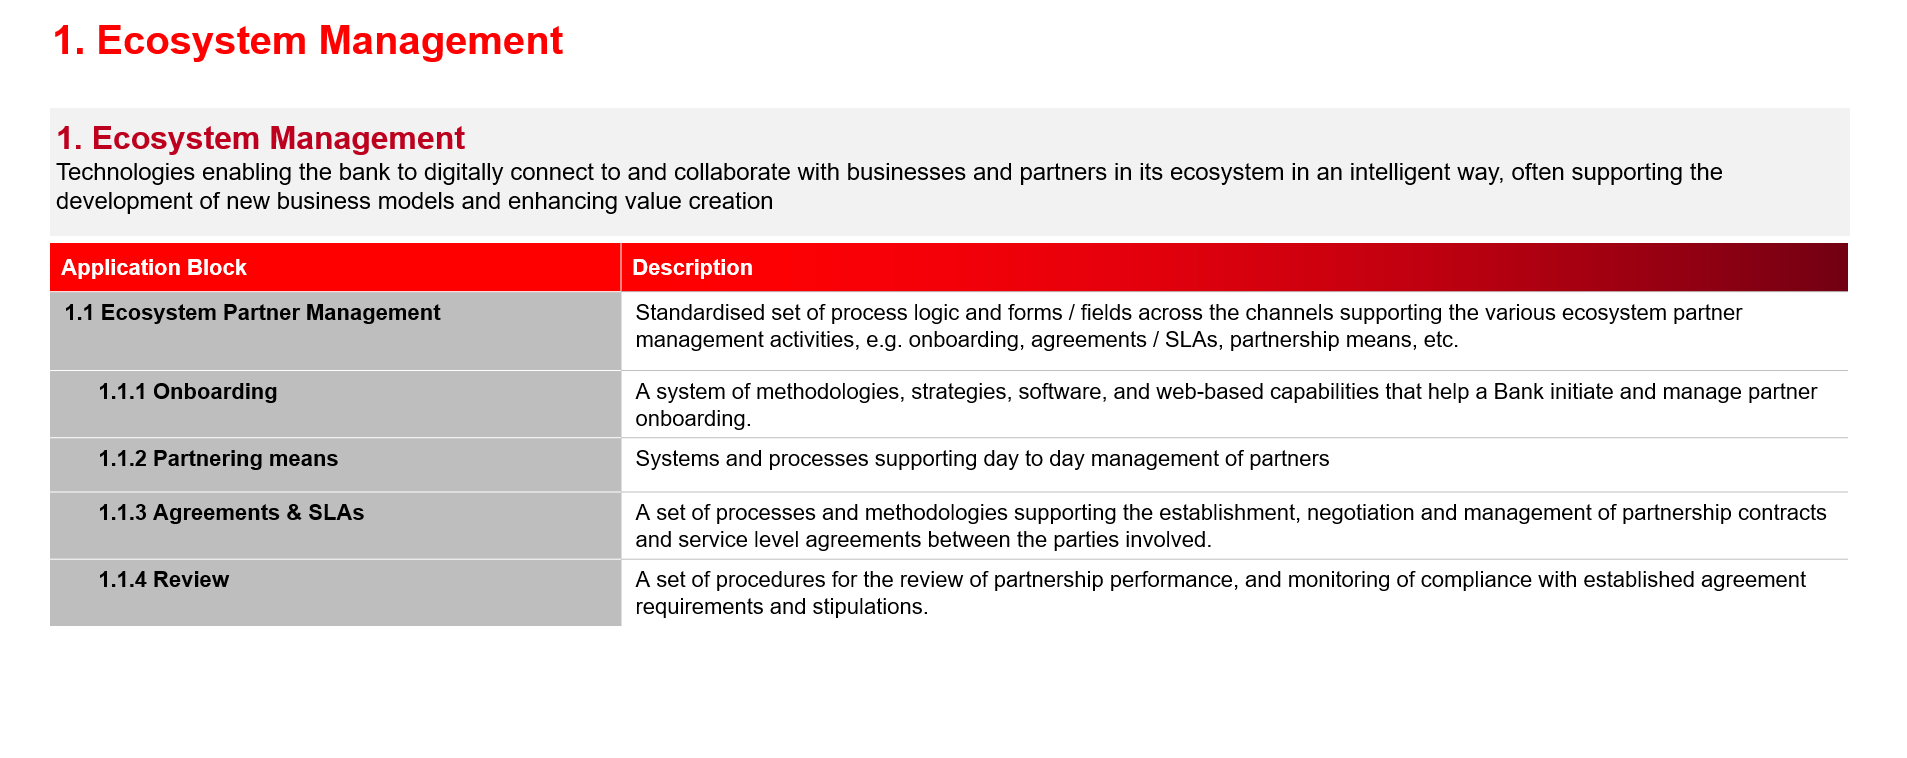 1. Ecosystem Management
1. Ecosystem Management
Technologies enabling the bank to digitally connect to and collaborate with businesses and partners in its ecosystem in an intelligent way, often supporting the
development of new business models and enhancing value creation
Application Block
Description
1.1 Ecosystem Partner Management
Standardised set of process logic and forms / fields across the channels supporting the various ecosystem partner
management activities, e.g. onboarding, agreements / SLAs, partnership means, etc.
1.1.1 Onboarding
A system of methodologies, strategies, software, and web-based capabilities that help a Bank initiate and manage partner
onboarding.
1.1.2 Partnering means
Systems and processes supporting day to day management of partners
1.1.3 Agreements & SLAs
A set of processes and methodologies supporting the establishment, negotiation and management of partnership contracts
and service level agreements between the parties involved.
1.1.4 Review
A set of procedures for the review of partnership performance, and monitoring of compliance with established agreement
requirements and stipulations.